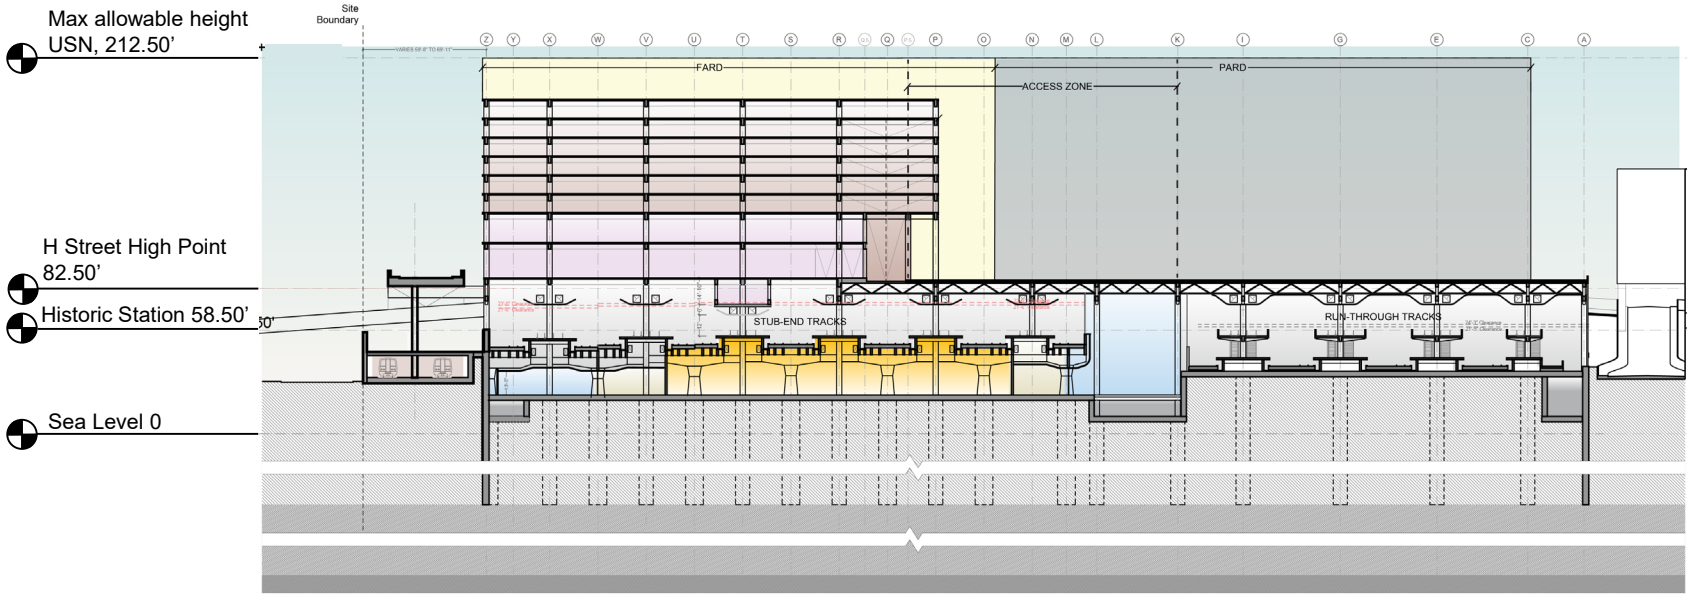 Max allowable height
USN, 212.50'
Site
Boundary
Z Y X W V U T S R Q P O N M L K I G E C A
FARD
PARD
ACCESS ZONE
H Street High Point
82.50'
Historic Station 58.50'
STUB-END TRACKS
RUN-THROUGH TRACKS
Sea Level 0